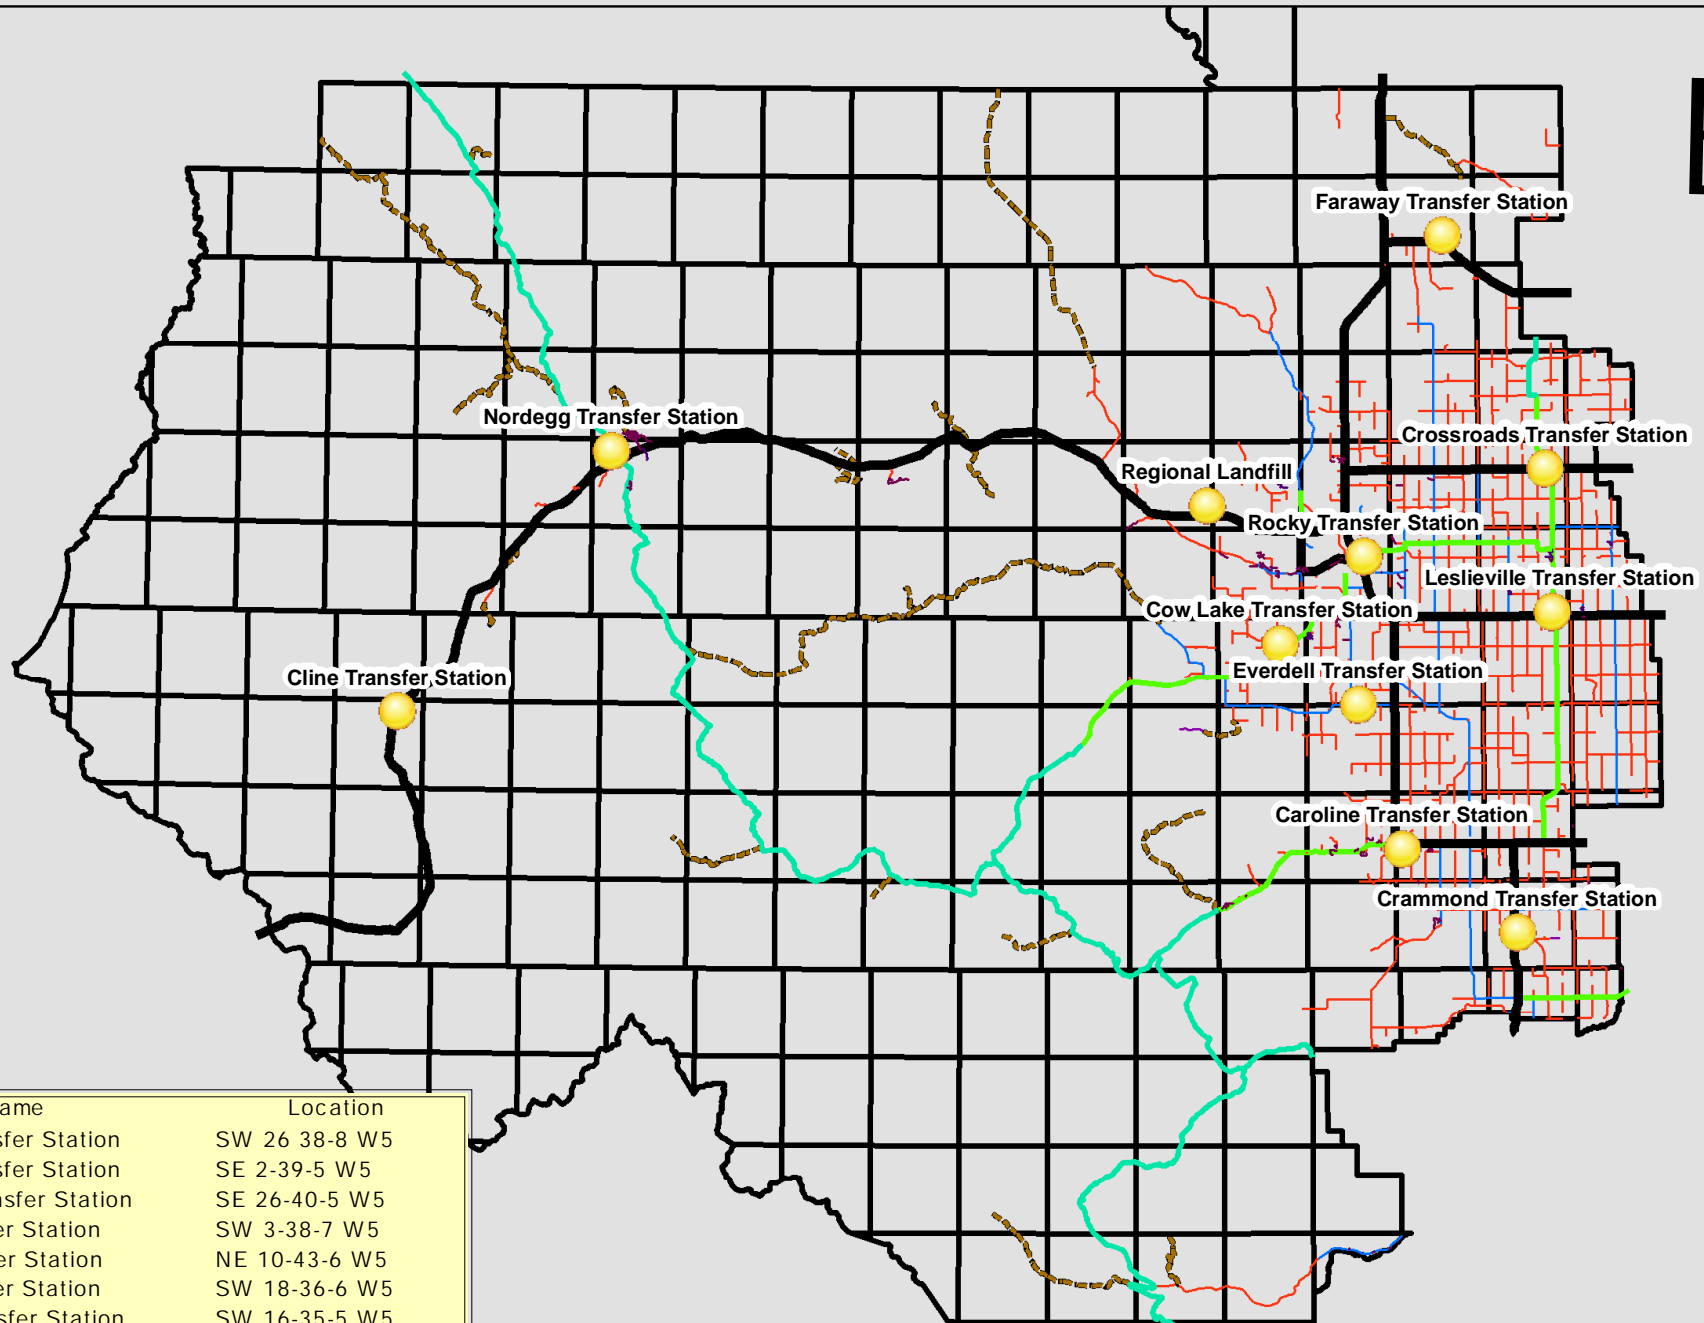 Faraway Transfer Station
Nordegg Transfer Station
Crossroads Transfer Station
Regional Landfill
Rocky Transfer Station
Leslieville Transfer Station
Cow Lake Transfer Station
Everdell Transfer Station
Cline Transfer Station
Caroline Transfer Station
Crammond Transfer Station
ame Location
sfer Station SW 26 38-8 W5
sfer Station SE 2-39-5 W5
nsfer Station SE 26-40-5 W5
er Station SW 3-38-7 W5
er Station NE 10-43-6 W5
er Station SW 18-36-6 W5
sfer Station SW 16-35-5 W5